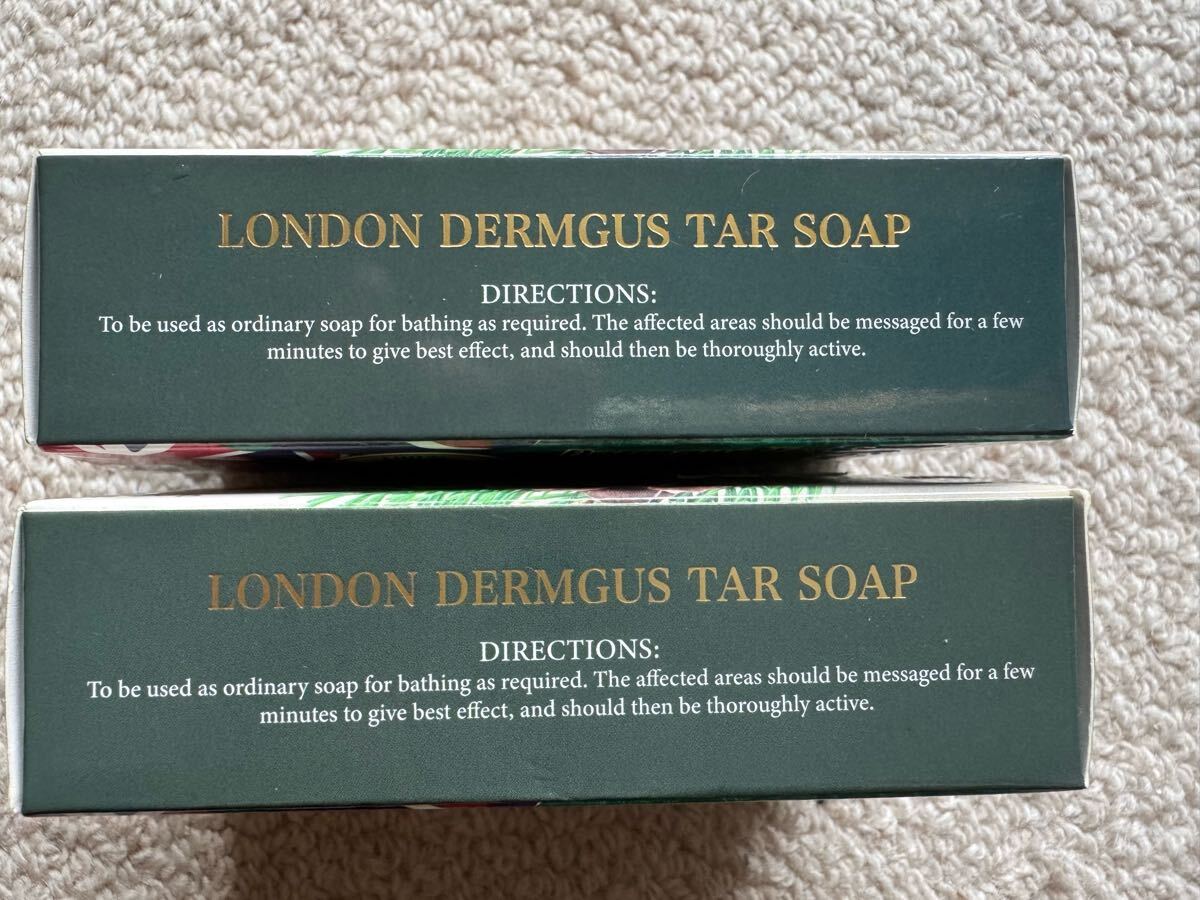 LONDON DERMGUS TAR SOAP
DIRECTIONS:
To be used as ordinary soap for bathing as required. The affected areas should be messaged for a few
minutes to give best effect, and should then be thoroughly active.
LONDON DERMGUS TAR SOAP
DIRECTIONS:
To be used as ordinary soap for bathing as required. The affected areas should be messaged for a few
minutes to give best effect, and should then be thoroughly active.